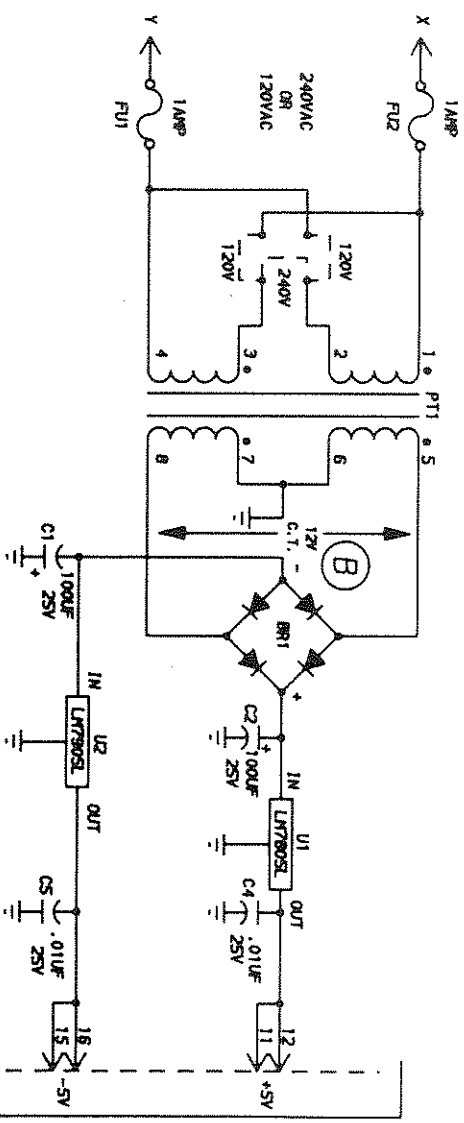 X
1AMP
FU2
Y
1AMP
FU1
240VAC
OR
120VAC
120V
240V
120V
1
2
3
4
PT1
5
6
7
8
12V
C.T.
B
-
BR1
+
C2
+
100UF
25V
IN
U1
LM7805L
OUT
C4
.01UF
25V
12
11
+5V
C1
+
100UF
25V
IN
U2
LM7905L
OUT
C5
.01UF
25V
16
15
-5V